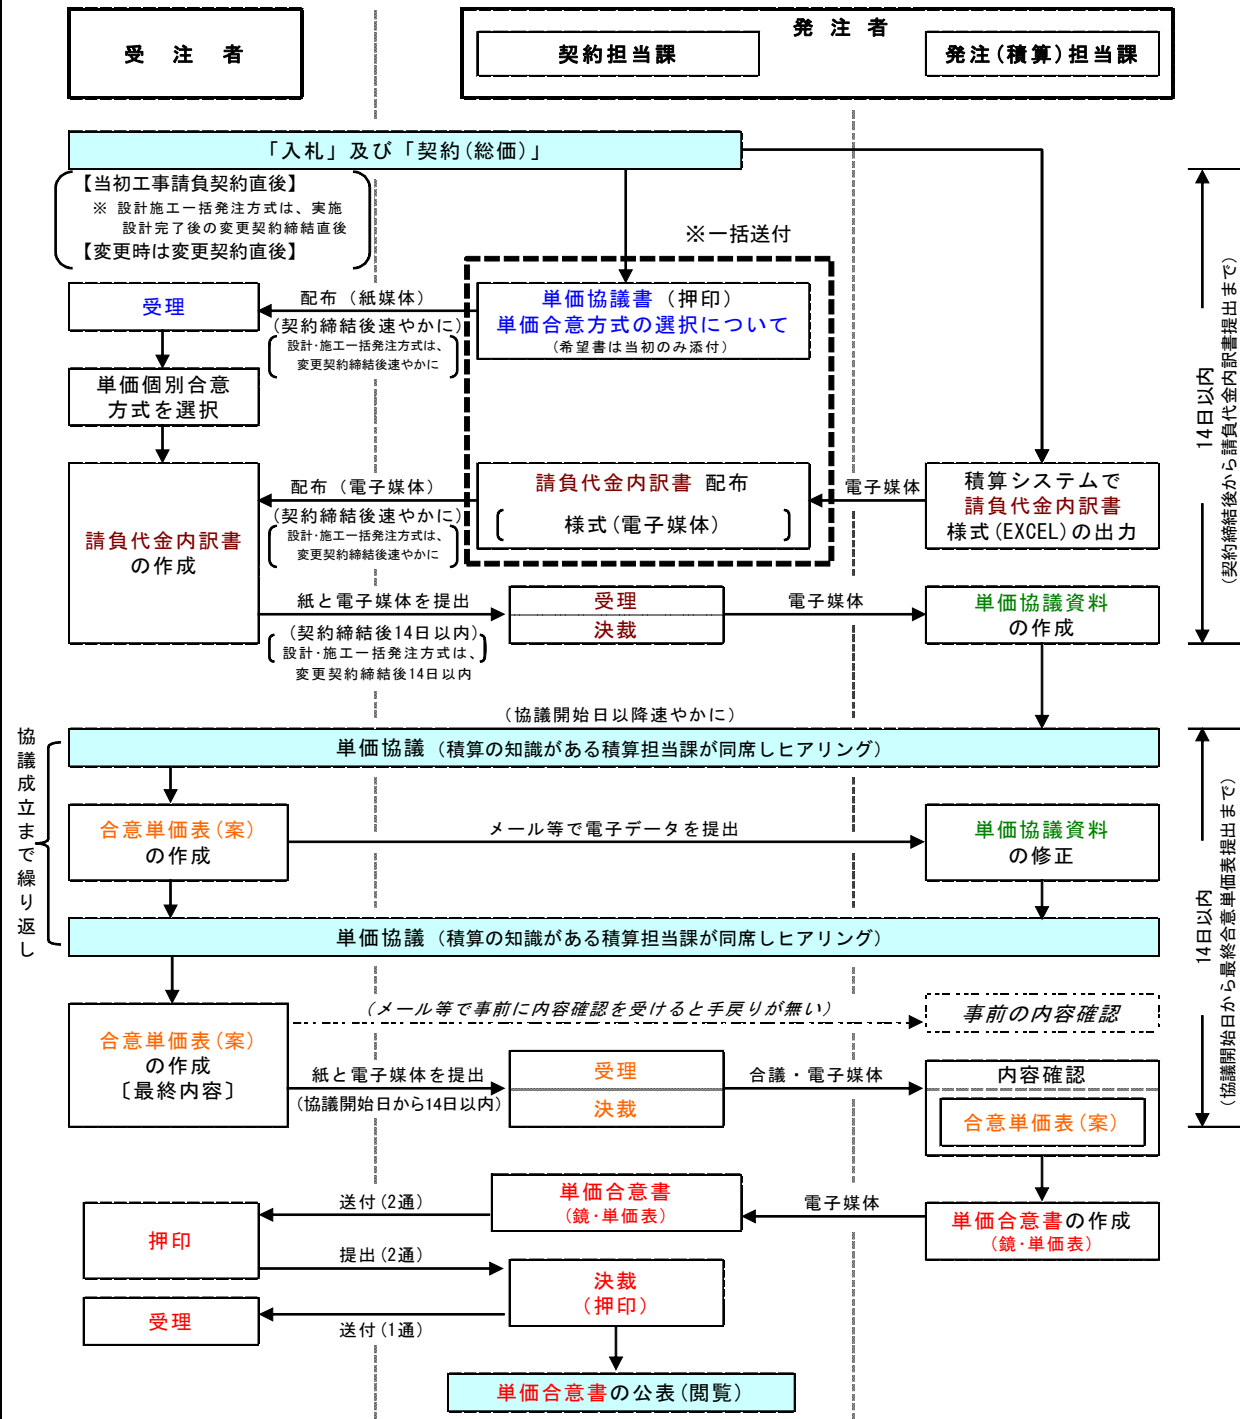 受 注 者
発 注 者
契約担当課
発注(積算)担当課
「入札」及び「契約(総価)」
【当初工事請負契約直後】
※ 設計施工一括発注方式は、実施
設計完了後の変更契約締結直後
【変更時は変更契約直後】
※一括送付
受理
配布(紙媒体)
(契約締結後速やかに)
設計・施工一括発注方式は、
変更契約締結後速やかに
単価協議書(押印)
単価合意方式の選択について
(希望書は当初のみ添付)
単価個別合意
方式を選択
請負代金内訳書
の作成
配布(電子媒体)
(契約締結後速やかに)
設計・施工一括発注方式は、
変更契約締結後速やかに
請負代金内訳書 配布
様式(電子媒体)
電子媒体
積算システムで
請負代金内訳書
様式(EXCEL)の出力
紙と電子媒体を提出
(契約締結後14日以内)
設計・施工一括発注方式は、
変更契約締結後14日以内
受理
決裁
電子媒体
単価協議資料
の作成
14日以内
(契約締結後から請負代金内訳書提出まで)
(協議開始日以降速やかに)
単価協議(積算の知識がある積算担当課が同席しヒアリング)
協議成立まで繰り返し
合意単価表(案)
の作成
メール等で電子データを提出
単価協議資料
の修正
単価協議(積算の知識がある積算担当課が同席しヒアリング)
14日以内
(協議開始日から最終合意単価表提出まで)
合意単価表(案)
の作成
〔最終内容〕
(メール等で事前に内容確認を受けると手戻りが無い)
事前の内容確認
紙と電子媒体を提出
(協議開始日から14日以内)
受理
決裁
合議・電子媒体
内容確認
合意単価表(案)
単価合意書の作成
(鏡・単価表)
電子媒体
単価合意書
(鏡・単価表)
送付(2通)
押印
提出(2通)
決裁
(押印)
送付(1通)
受理
単価合意書の公表(閲覧)